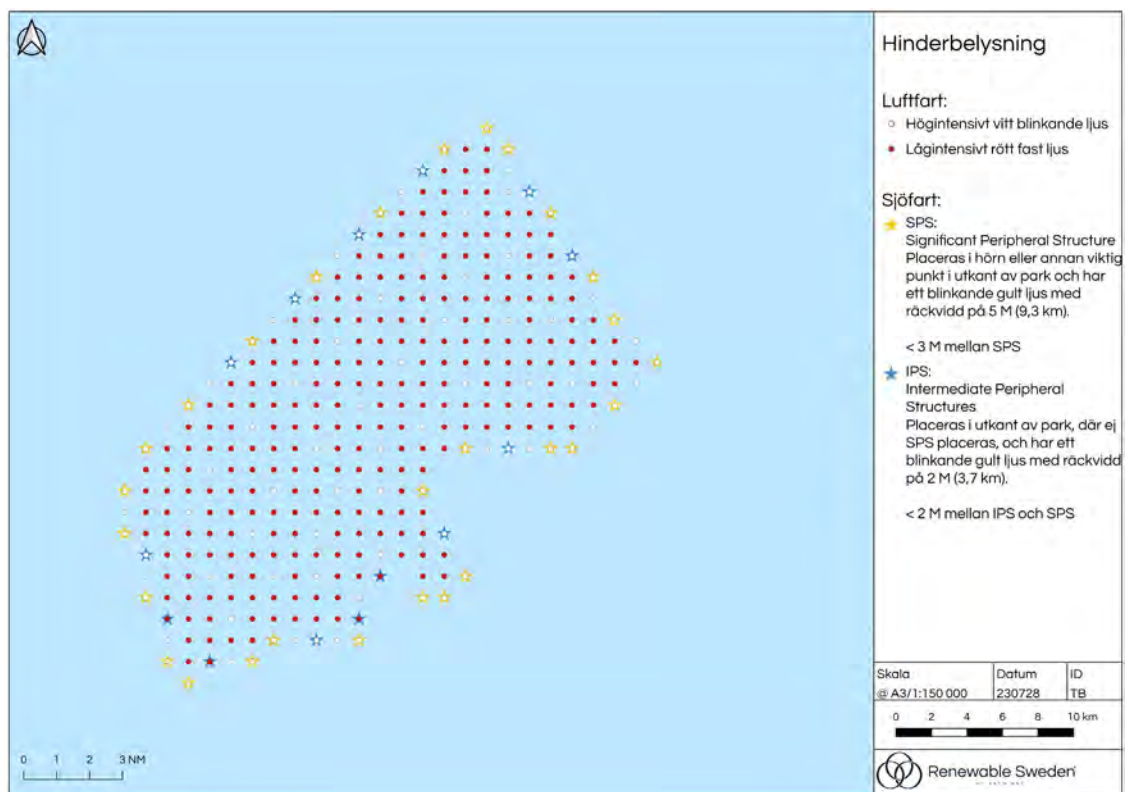 Hinderbelysning
Luftfart:
Högintensivt vitt blinkande ljus
Lågintensivt rött fast ljus
Sjöfart:
SPS:
Significant Peripheral Structure
Placeras i hörn eller annan viktig
punkt i utkant av park och har
ett blinkande gult ljus med
räckvidd på 5 M (9,3 km).
< 3 M mellan SPS
IPS:
Intermediate Peripheral
Structures
Placeras i utkant av park, där ej
SPS placeras, och har ett
blinkande gult ljus med räckvidd
på 2 M (3,7 km).
< 2 M mellan IPS och SPS
Skala Datum ID
@ A3/1:150 000 230728 TB
0 2 4 6 8 10 km
0 1 2 3 NM
Renewable Sweden